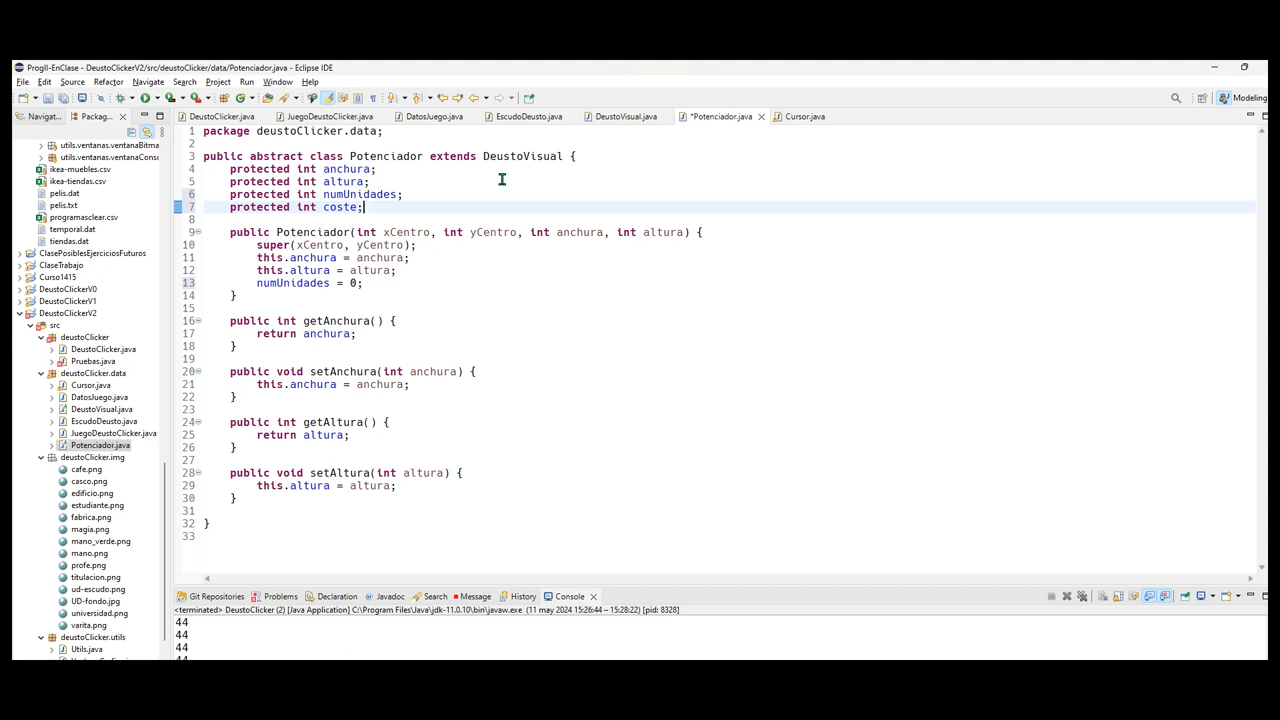 ProgII-EnClase - DeustoClickerV2/src/deustoClicker/data/Potenciador.java - Eclipse IDE
File Edit Source Refactor Navigate Search Project Run Window Help
Modeling
Navigat... Packag...
DeustoClicker.java JuegoDeustoClicker.java DatosJuego.java EscudoDeusto.java DeustoVisual.java *Potenciador.java Cursor.java
utils.ventanas.ventanaBitma
utils.ventanas.ventanaConso
ikea-muebles.csv
ikea-tiendas.csv
pelis.dat
pelis.txt
programasclear.csv
temporal.dat
tiendas.dat
ClasePosiblesEjerciciosFuturos
ClaseTrabajo
Curso1415
DeustoClickerV0
DeustoClickerV1
DeustoClickerV2
src
deustoClicker
DeustoClicker.java
Pruebas.java
deustoClicker.data
Cursor.java
DatosJuego.java
DeustoVisual.java
EscudoDeusto.java
JuegoDeustoClicker.java
Potenciador.java
deustoClicker.img
cafe.png
casco.png
edificio.png
estudiante.png
fabrica.png
magia.png
mano_verde.png
mano.png
profe.png
titulacion.png
ud-escudo.png
UD-fondo.jpg
universidad.png
varita.png
deustoClicker.utils
Utils.java
1 package deustoClicker.data;
2
3 public abstract class Potenciador extends DeustoVisual {
4 protected int anchura;
5 protected int altura;
6 protected int numUnidades;
7 protected int coste;
8
9 public Potenciador(int xCentro, int yCentro, int anchura, int altura) {
10 super(xCentro, yCentro);
11 this.anchura = anchura;
12 this.altura = altura;
13 numUnidades = 0;
14 }
15
16 public int getAnchura() {
17 return anchura;
18 }
19
20 public void setAnchura(int anchura) {
21 this.anchura = anchura;
22 }
23
24 public int getAltura() {
25 return altura;
26 }
27
28 public void setAltura(int altura) {
29 this.altura = altura;
30 }
31
32 }
33
Git Repositories Problems Declaration Javadoc Search Message History Console
<terminated> DeustoClicker (2) [Java Application] C:\Program Files\Java\jdk-11.0.10\bin\javaw.exe (11 may 2024 15:26:44 – 15:28:22) [pid: 8328]
44
44
44
44